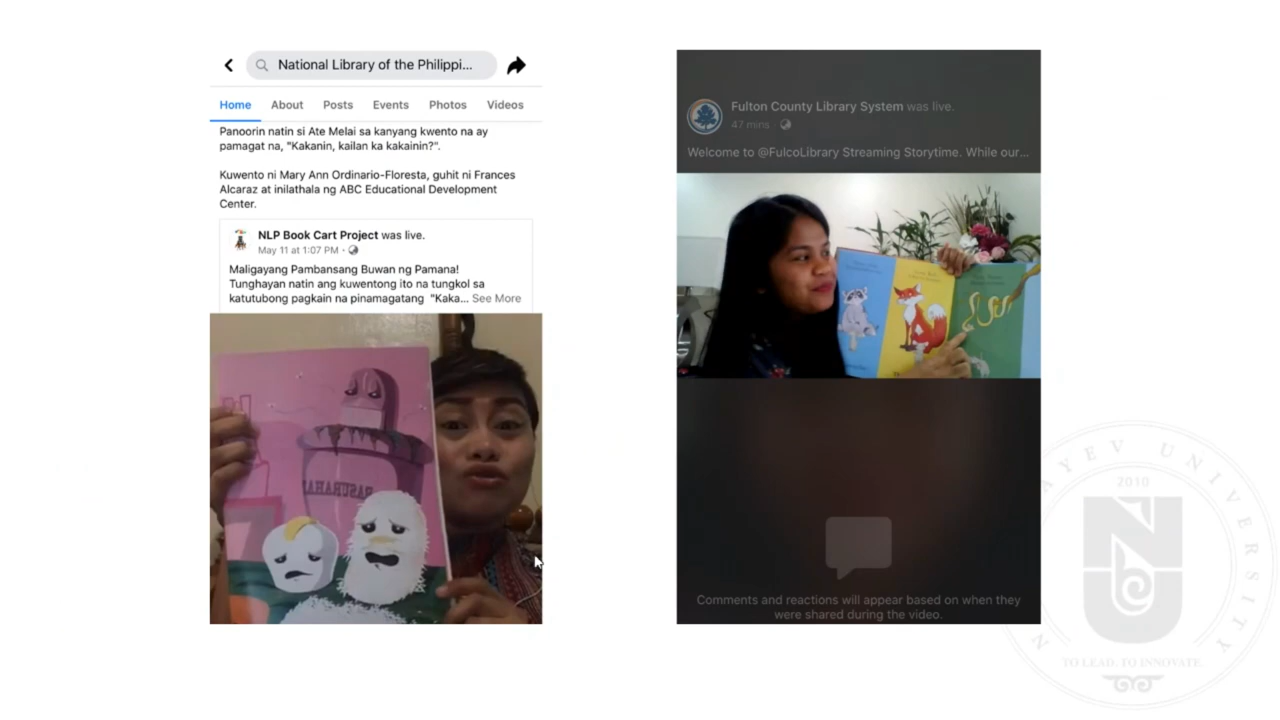 National Library of the Philippi...
Home About Posts Events Photos Videos
Panoorin natin si Ate Melai sa kanyang kwento na ay
pamagat na, "Kakanin, kailan ka kakainin?".
Kuwento ni Mary Ann Ordinario-Floresta, guhit ni Frances
Alcaraz at inilathala ng ABC Educational Development
Center.
NLP Book Cart Project was live.
May 11 at 1:07 PM ·
Maligayang Pambansang Buwan ng Pamana!
Tunghayan natin ang kuwentong ito na tungkol sa
katutubong pagkain na pinamagatang "Kaka... See More
BASURAHAN
Fulton County Library System was live.
47 mins ·
Welcome to @FulcoLibrary Streaming Storytime. While our...
Comments and reactions will appear based on when they
were shared during the video.
AYEV UNIVERSITY
2010
TO LEAD. TO INNOVATE.